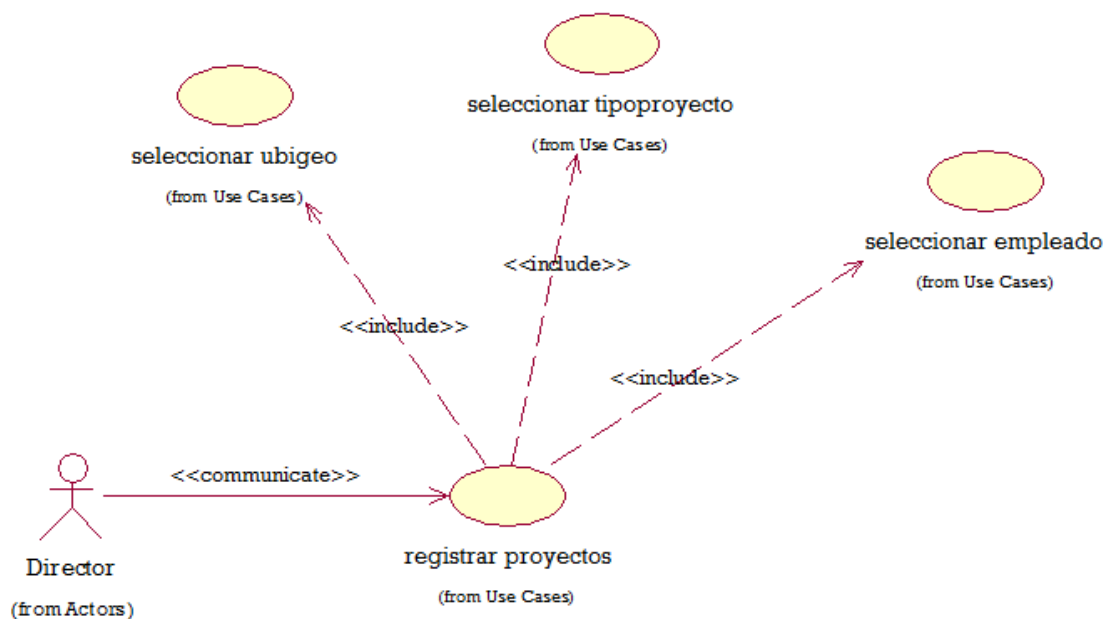 seleccionar tipoproyecto
(from Use Cases)
seleccionar ubigeo
(from Use Cases)
seleccionar empleado
(from Use Cases)
<<include>>
<<include>>
<<include>>
<<communicate>>
registrar proyectos
(from Use Cases)
Director
(from Actors)